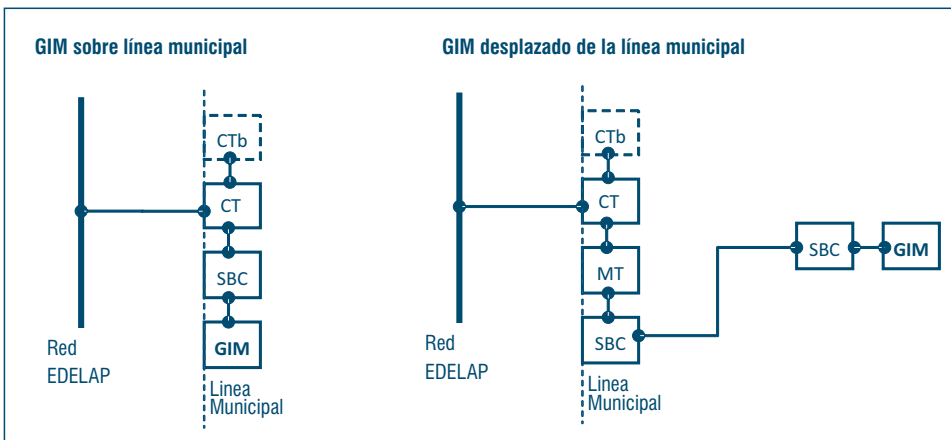 GIM sobre línea municipal
CTb
CT
SBC
GIM
Red
EDELAP
Linea
Municipal
GIM desplazado de la línea municipal
CTb
CT
MT
SBC
SBC
GIM
Red
EDELAP
Linea
Municipal